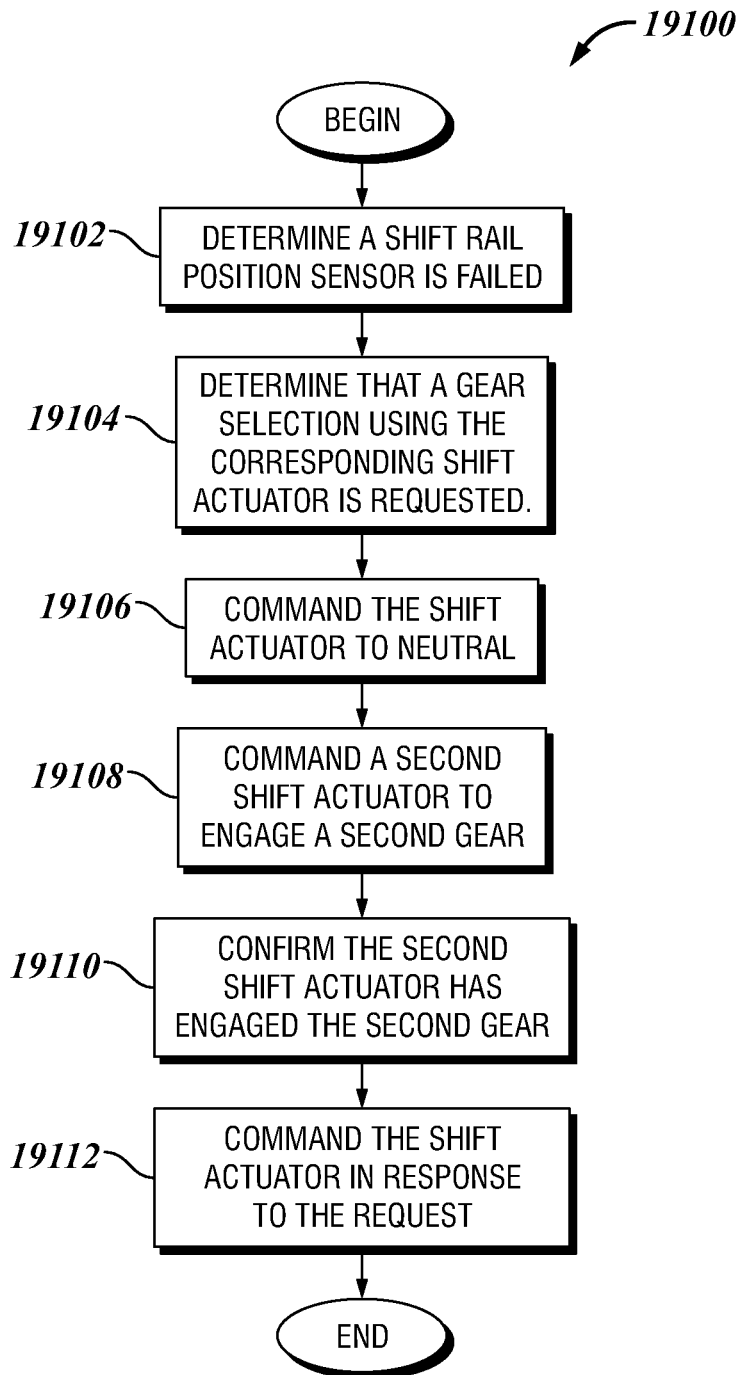 19100
BEGIN
19102
DETERMINE A SHIFT RAIL
POSITION SENSOR IS FAILED
19104
DETERMINE THAT A GEAR
SELECTION USING THE
CORRESPONDING SHIFT
ACTUATOR IS REQUESTED.
19106
COMMAND THE SHIFT
ACTUATOR TO NEUTRAL
19108
COMMAND A SECOND
SHIFT ACTUATOR TO
ENGAGE A SECOND GEAR
19110
CONFIRM THE SECOND
SHIFT ACTUATOR HAS
ENGAGED THE SECOND GEAR
19112
COMMAND THE SHIFT
ACTUATOR IN RESPONSE
TO THE REQUEST
END